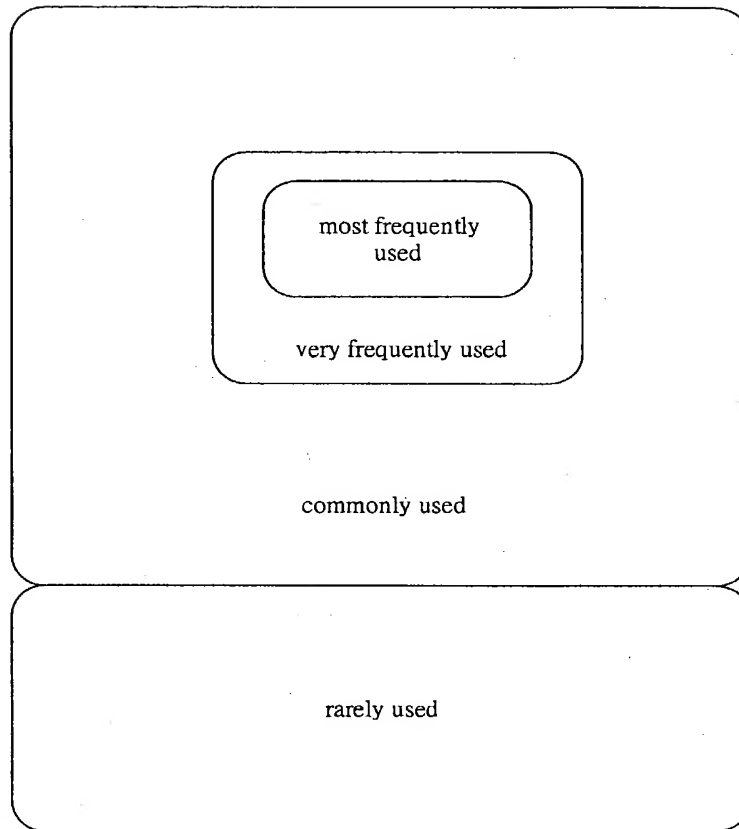 most frequently
used
very frequently used
commonly used
rarely used